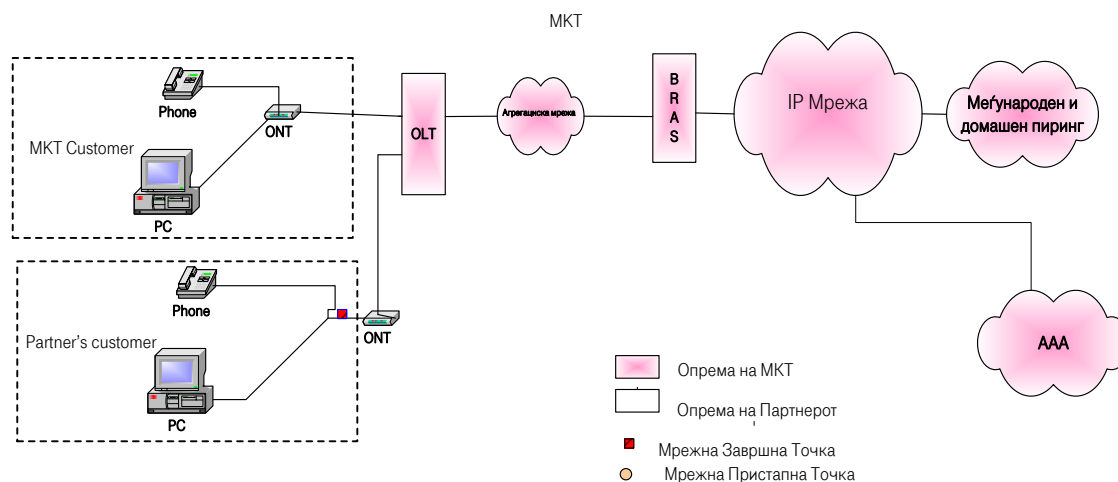 МКТ
Phone
ONT
MKT Customer
PC
OLT
Агрегациска мрежа
B
R
A
S
IP Мрежа
Меѓународен и
домашен пиринг
Phone
ONT
Partner's customer
PC
AAA
Опрема на МКТ
Опрема на Партнерот
Мрежна Завршна Точка
Мрежна Пристапна Точка